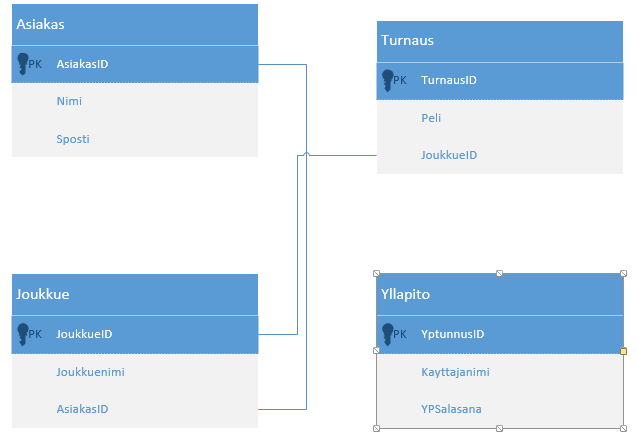 Asiakas
PK AsiakasID
Nimi
Sposti
Turnaus
PK TurnausID
Peli
JoukkueID
Joukkue
PK JoukkueID
Joukkuenimi
AsiakasID
Yllapito
PK YptunnusID
Kayttajanimi
YPSalasana